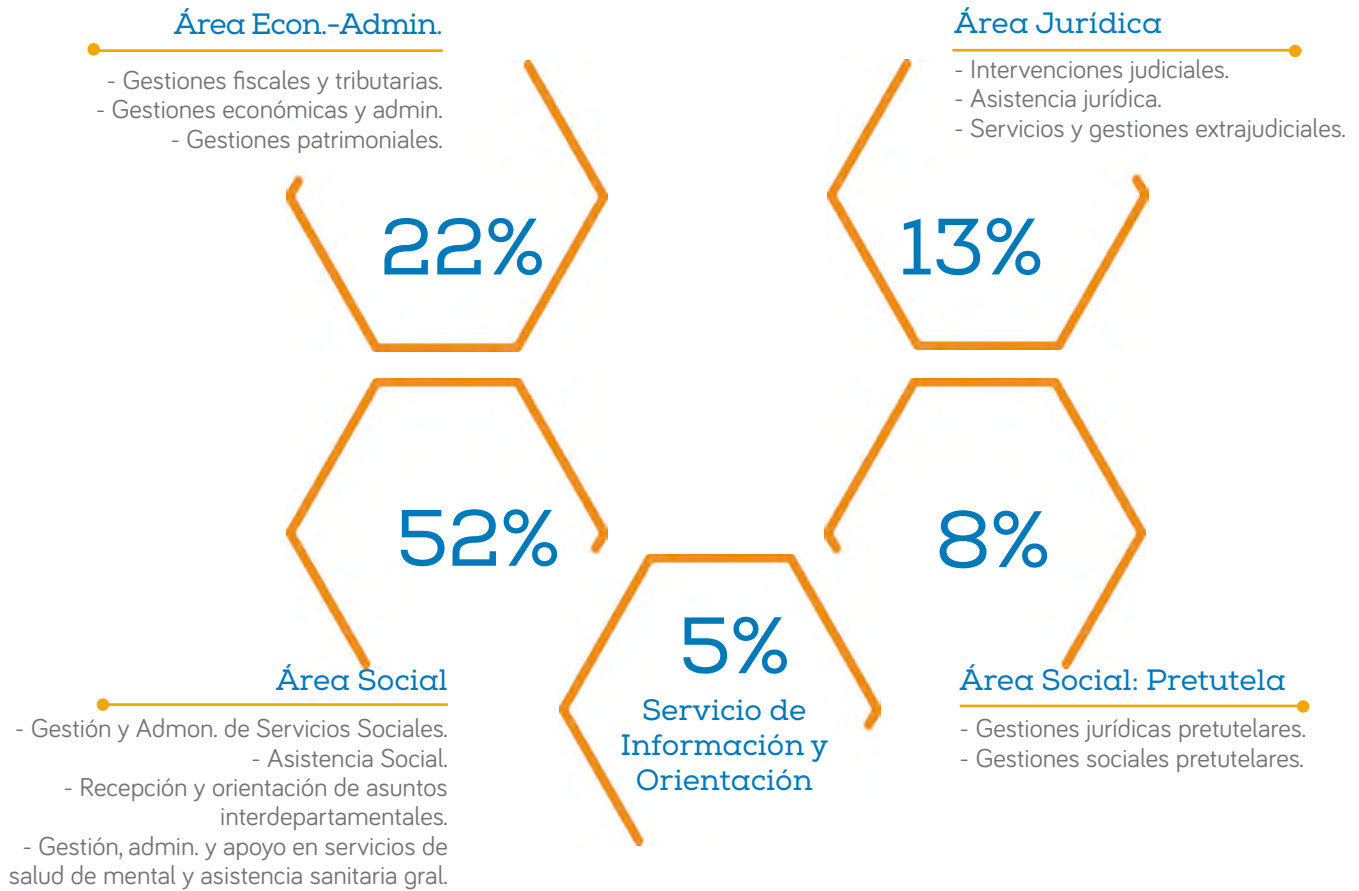 Área Econ.-Admin.
- Gestiones fiscales y tributarias.
- Gestiones económicas y admin.
- Gestiones patrimoniales.
22%
Área Jurídica
- Intervenciones judiciales.
- Asistencia jurídica.
- Servicios y gestiones extrajudiciales.
13%
52%
Área Social
- Gestión y Admon. de Servicios Sociales.
- Asistencia Social.
- Recepción y orientación de asuntos
interdepartamentales.
- Gestión, admin. y apoyo en servicios de
salud de mental y asistencia sanitaria gral.
5%
Servicio de
Información y
Orientación
8%
Área Social: Pretutela
- Gestiones jurídicas pretutelares.
- Gestiones sociales pretutelares.